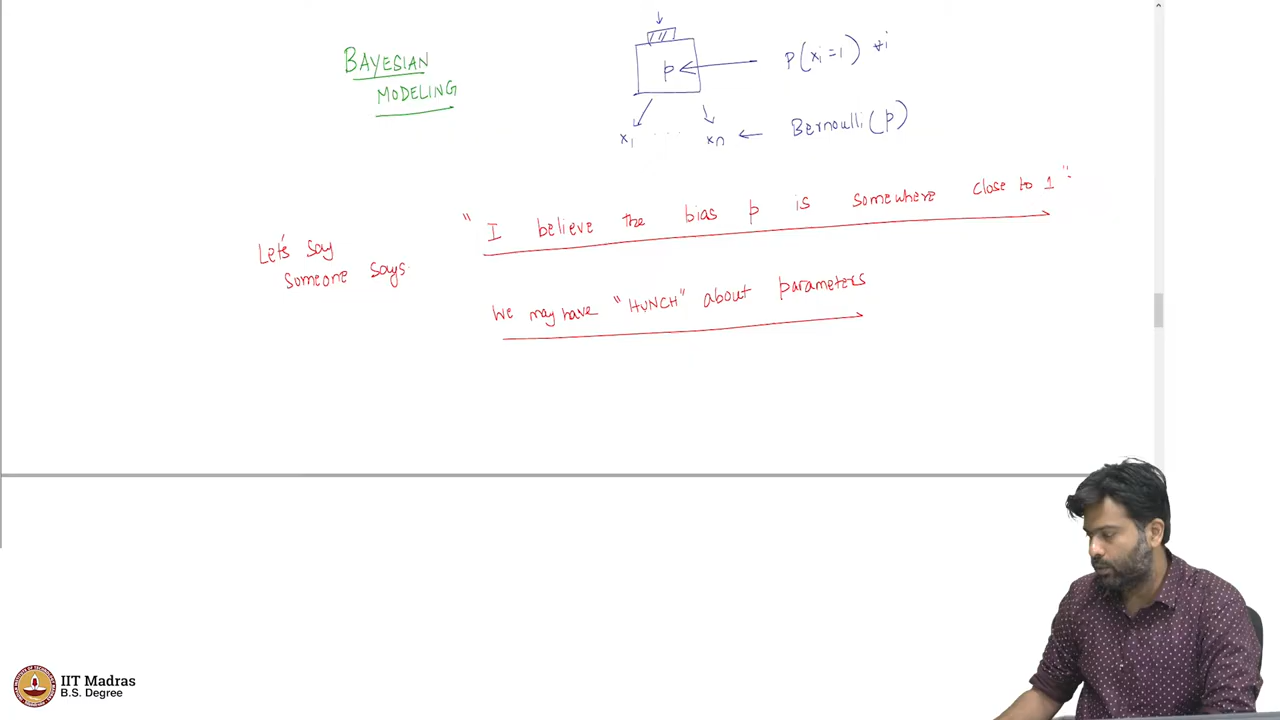 BAYESIAN
MODELING
p
P(xᵢ=1) ∀i
x₁ ... xₙ ← Bernoulli(p)
Let's say
someone says
" I believe the bias p is somewhere close to 1 "
We may have "HUNCH" about parameters
IIT Madras
B.S. Degree